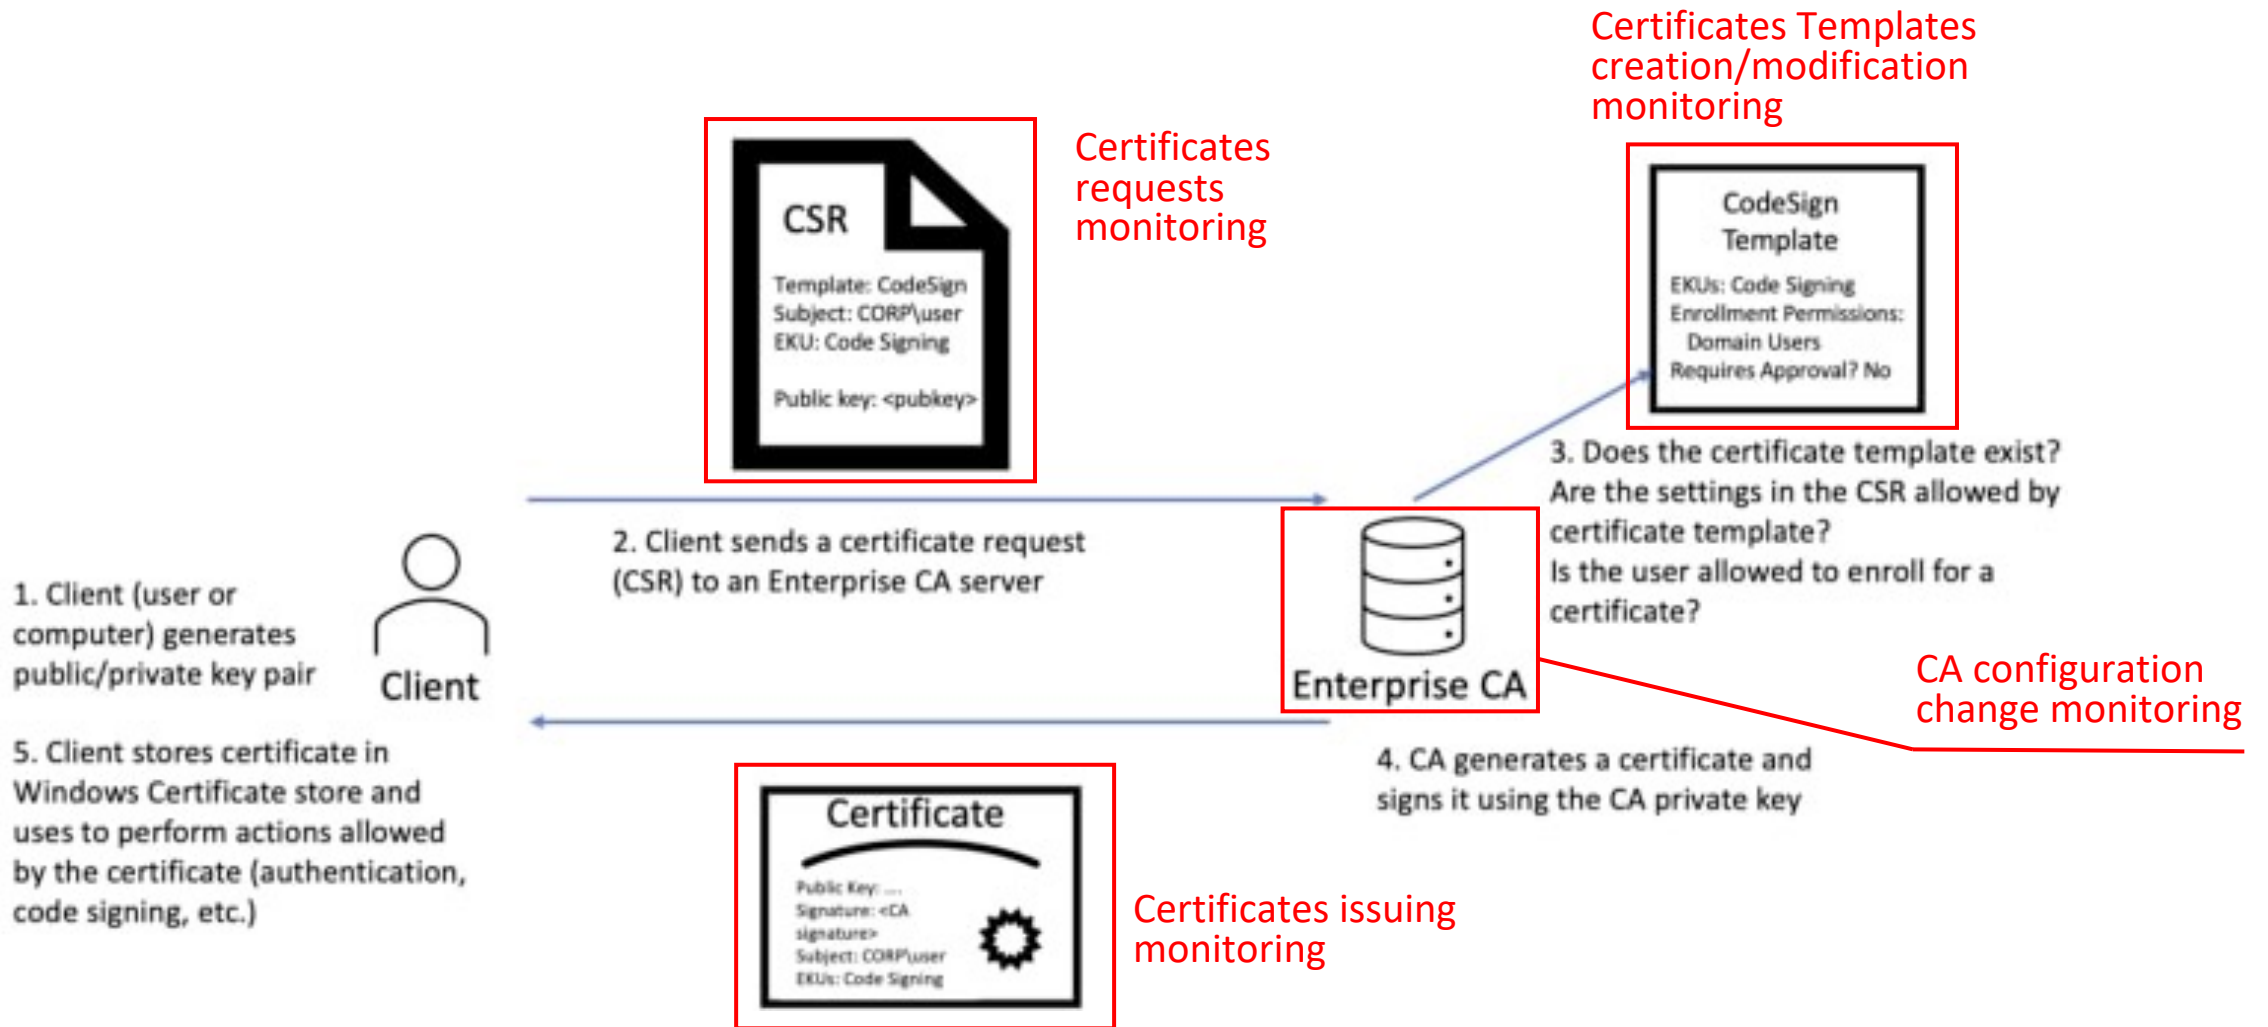 Certificates Templates
creation/modification
monitoring
Certificates
requests
monitoring
CSR
Template: CodeSign
Subject: CORP\user
EKU: Code Signing
Public key: <pubkey>
CodeSign
Template
EKUs: Code Signing
Enrollment Permissions:
Domain Users
Requires Approval? No
1. Client (user or
computer) generates
public/private key pair
Client
2. Client sends a certificate request
(CSR) to an Enterprise CA server
Enterprise CA
3. Does the certificate template exist?
Are the settings in the CSR allowed by
certificate template?
Is the user allowed to enroll for a
certificate?
CA configuration
change monitoring
4. CA generates a certificate and
signs it using the CA private key
Certificate
Public Key: ....
Signature: <CA
signature>
Subject: CORP\user
EKUs: Code Signing
Certificates issuing
monitoring
5. Client stores certificate in
Windows Certificate store and
uses to perform actions allowed
by the certificate (authentication,
code signing, etc.)